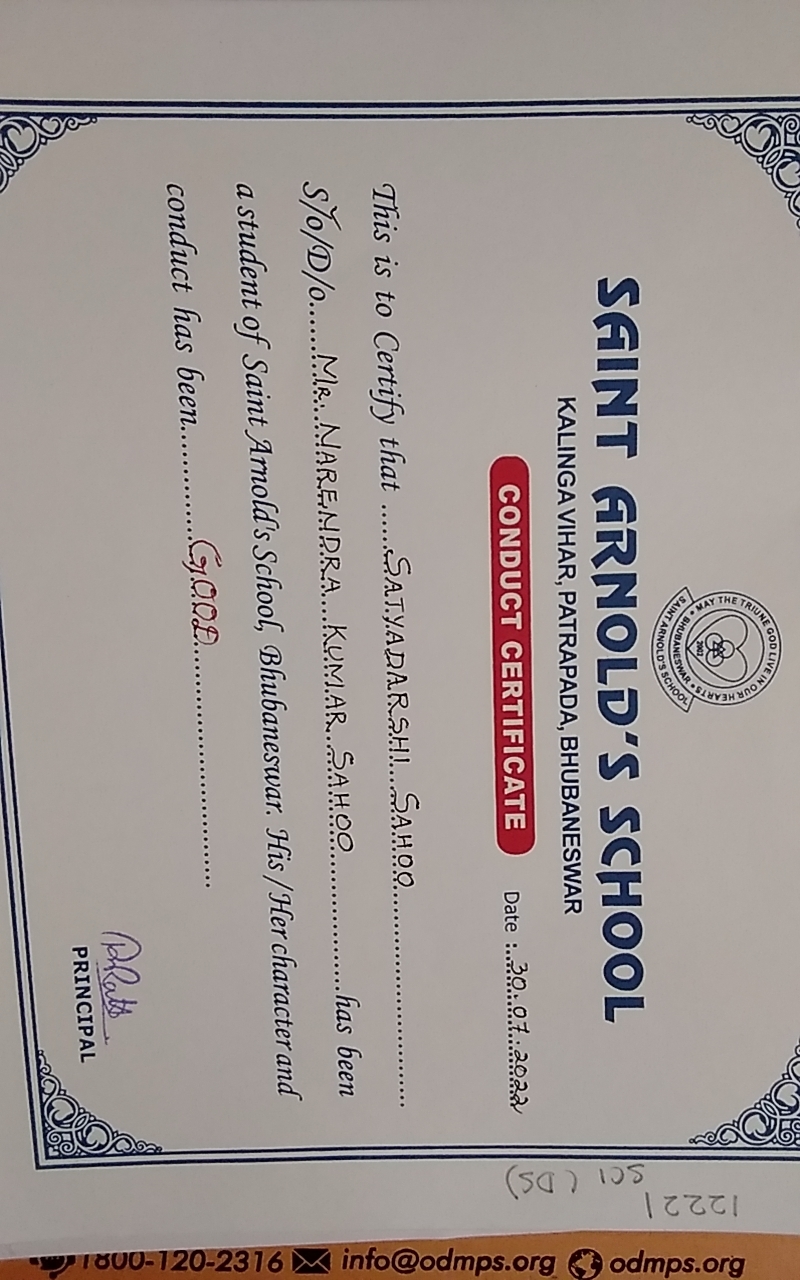 MAY THE TRIUNE GOD LIVE IN OUR HEARTS
BHUBANESWAR
2002
SAINT ARNOLD'S SCHOOL
SAINT ARNOLD'S SCHOOL
KALINGA VIHAR, PATRAPADA, BHUBANESWAR
CONDUCT CERTIFICATE
Date :...30.07.2022
This is to Certify that ......SATYADARSHI SAHOO..............................
S/o/D/o.......MR. NARENDRA KUMAR SAHOO....................has been
a student of Saint Arnold's School, Bhubaneswar. His / Her character and
conduct has been..............GOOD..............................
PRINCIPAL
12221
SCI (DS)
1800-120-2316 info@odmps.org odmps.org